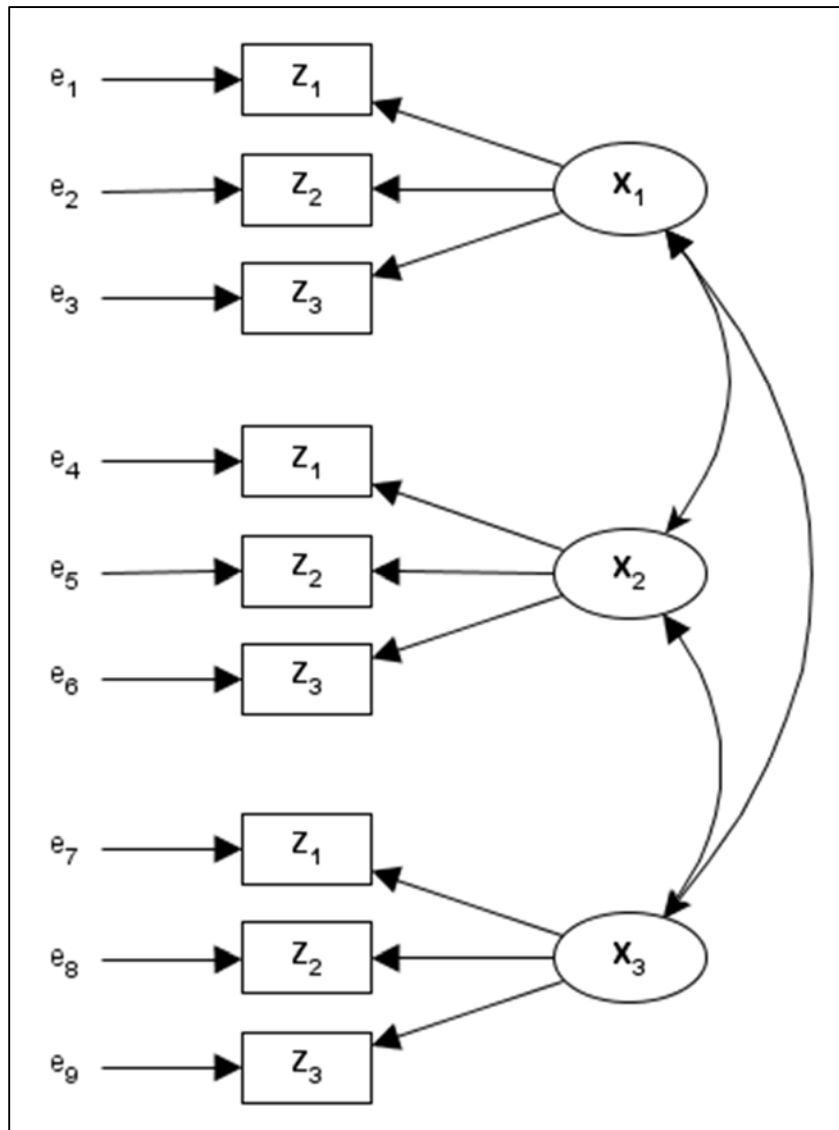 e₁ Z₁
X₁
e₂ Z₂
e₃ Z₃
e₄ Z₁
X₂
e₅ Z₂
e₆ Z₃
e₇ Z₁
X₃
e₈ Z₂
e₉ Z₃